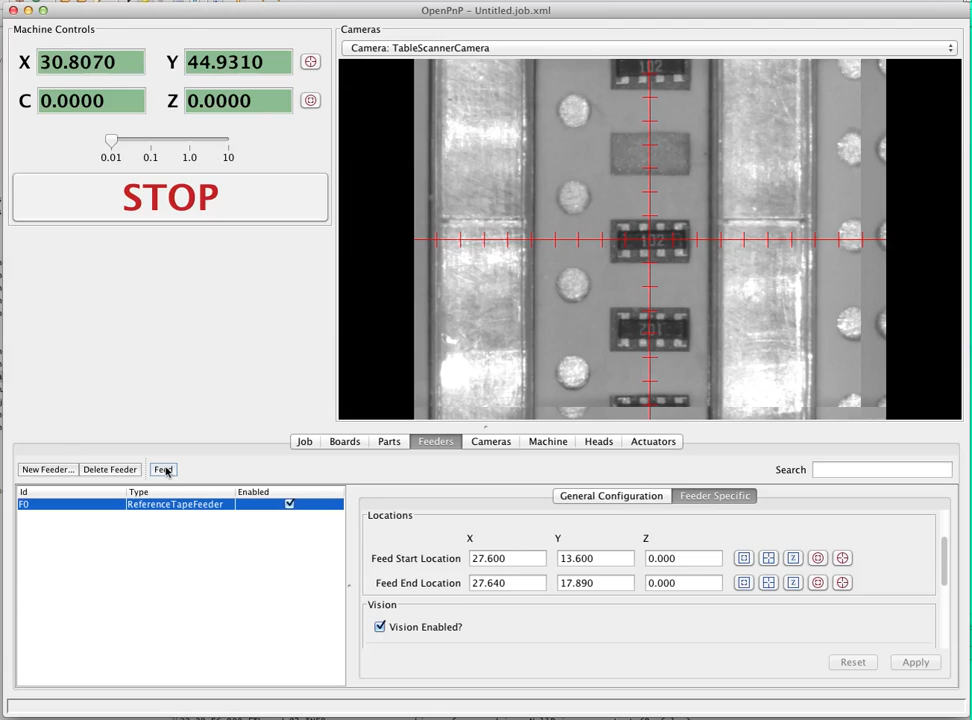 OpenPnP - Untitled.job.xml
Machine Controls
X 30.8070 Y 44.9310
C 0.0000 Z 0.0000
0.01 0.1 1.0 10
STOP
Cameras
Camera: TableScannerCamera
102
102
201
Job Boards Parts Feeders Cameras Machine Heads Actuators
New Feeder... Delete Feeder Feed
Search
Id Type Enabled
F0 ReferenceTapeFeeder
General Configuration Feeder Specific
Locations
X Y Z
Feed Start Location 27.600 13.600 0.000
Feed End Location 27.640 17.890 0.000
Vision
Vision Enabled?
Reset Apply